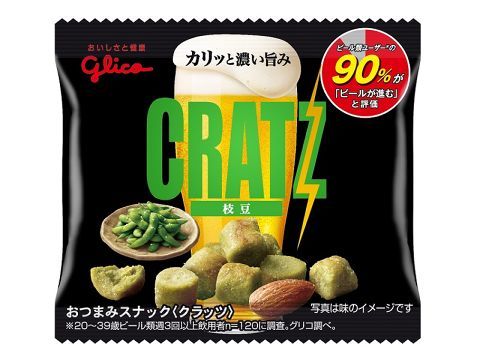 おいしさと健康
glico
カリッと濃い旨み
ビール類ユーザー*の
90%が
「ビールが進む」
と評価
CRATZ
枝豆
おつまみスナック〈クラッツ〉
写真は味のイメージです
※20～39歳ビール類週3回以上飲用者n=120に調査。グリコ調べ。